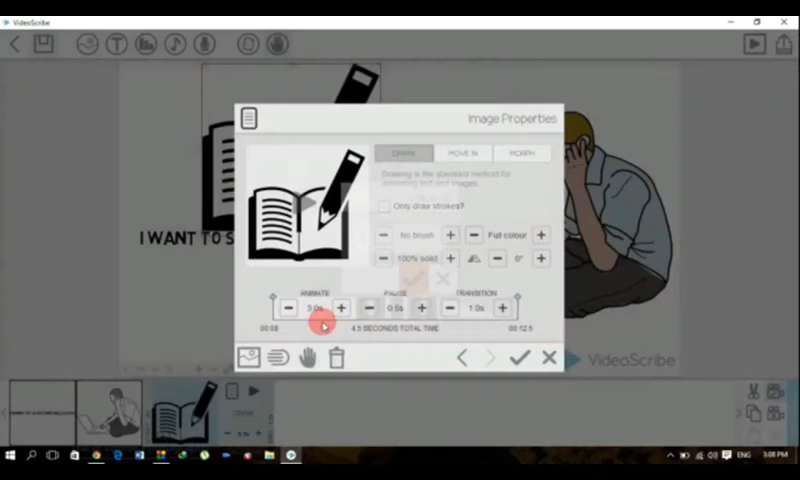 VideoScribe
Image Properties
DRAW
MOVE IN
MORPH
Drawing is the standard method for
animating text and images.
Only draw strokes?
No brush
Full colour
100% solid
0°
I WANT TO S
ANIMATE
PAUSE
TRANSITION
3.0s
0.5s
1.0s
00:08
4.5 SECONDS TOTAL TIME
00:12.5
VideoScribe
ENG
3:08 PM